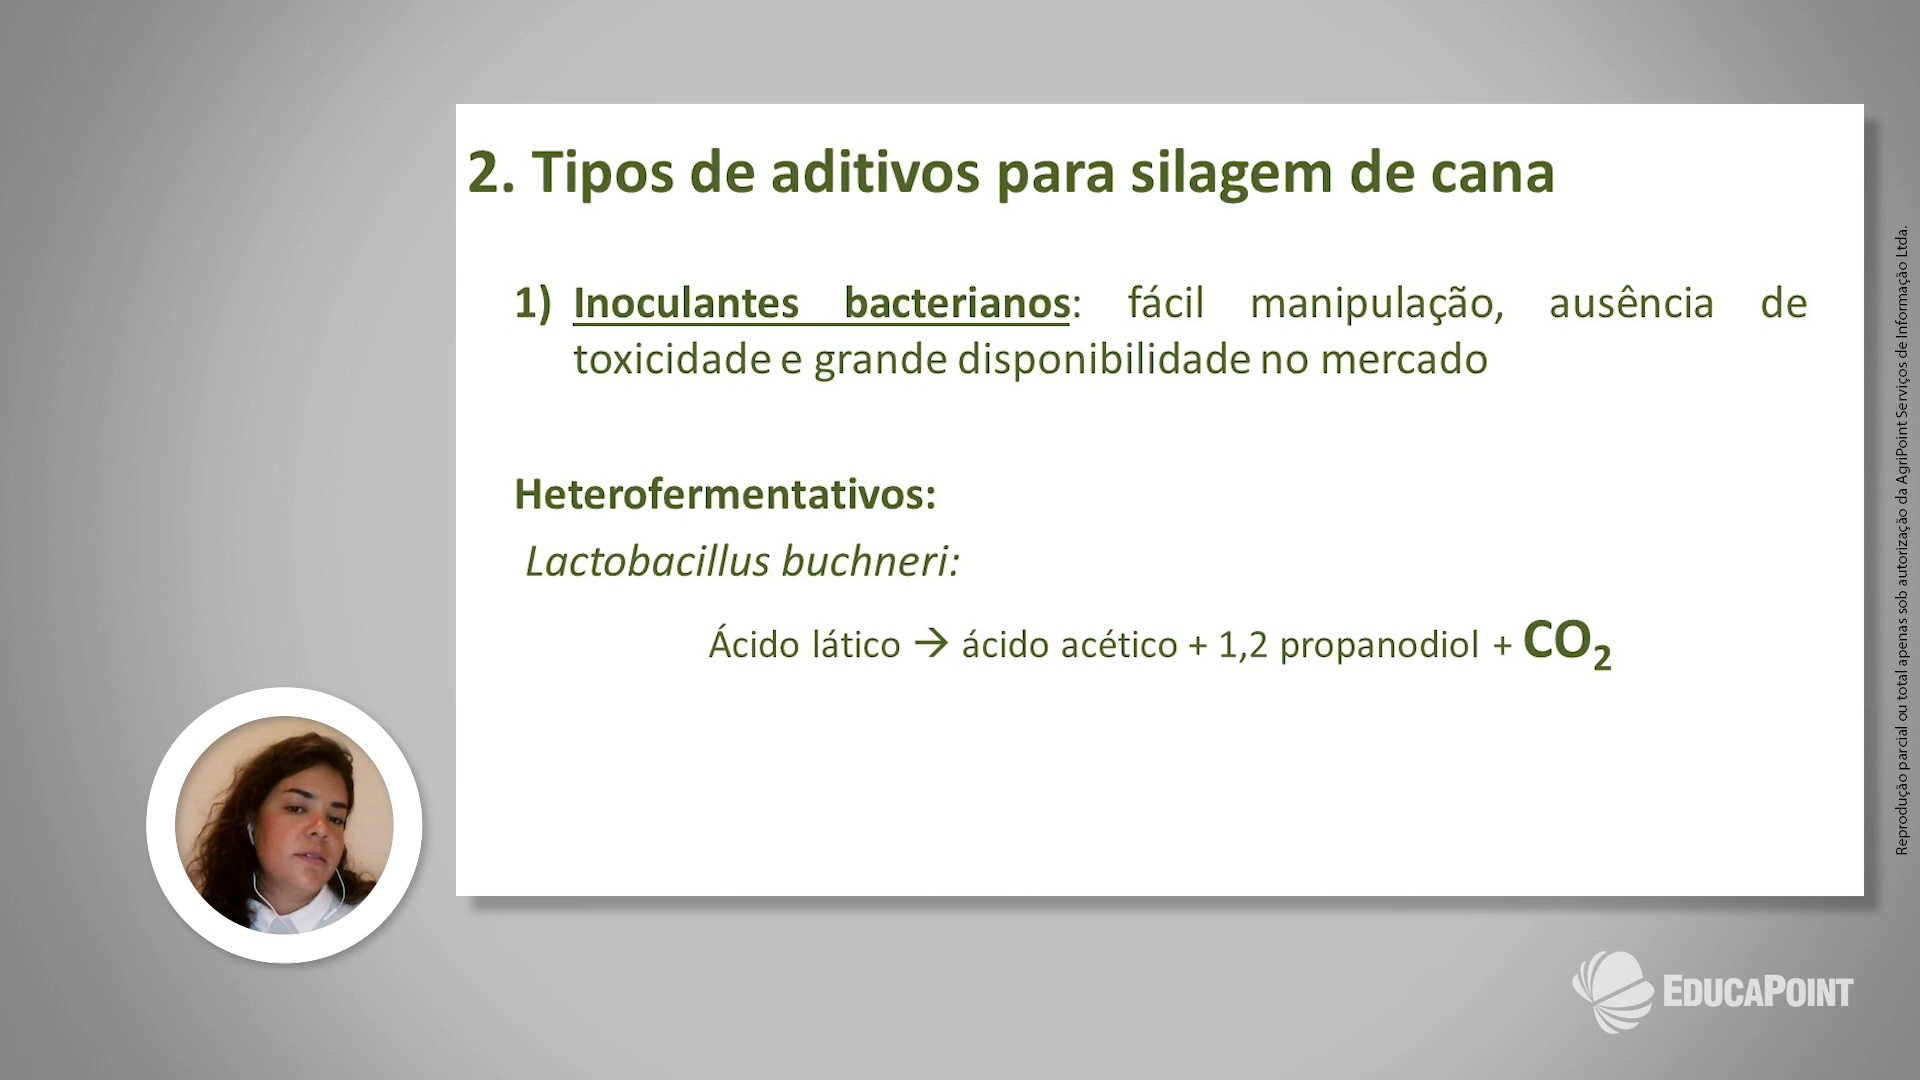 2. Tipos de aditivos para silagem de cana
1) Inoculantes bacterianos: fácil manipulação, ausência de
toxicidade e grande disponibilidade no mercado
Heterofermentativos:
Lactobacillus buchneri:
Ácido lático → ácido acético + 1,2 propanodiol + CO₂
Reprodução parcial ou total apenas sob autorização da AgriPoint Serviços de Informação Ltda.
EDUCAPOINT